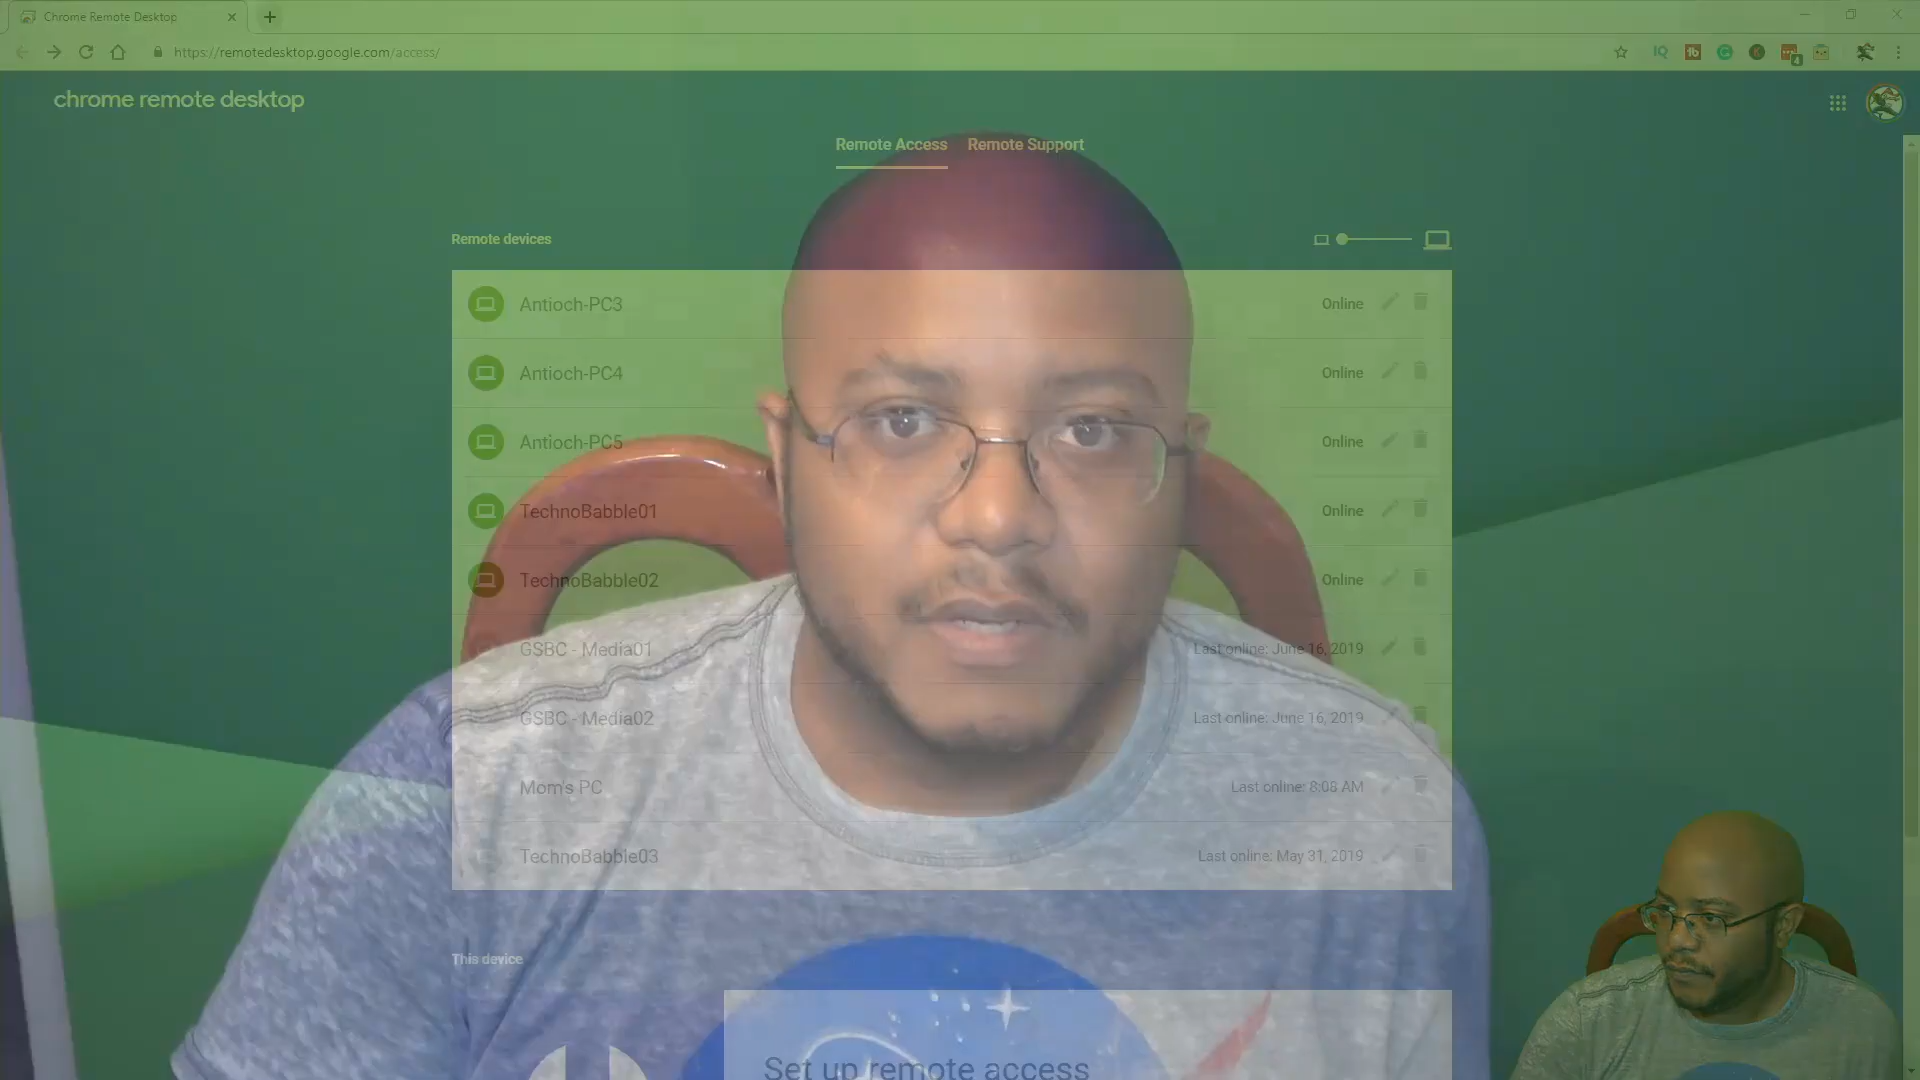 Chrome Remote Desktop
https://remotedesktop.google.com/access/
chrome remote desktop
Remote Access Remote Support
Remote devices
Antioch-PC3 Online
Antioch-PC4 Online
Antioch-PC5 Online
TechnoBabble01 Online
TechnoBabble02 Online
GSBC - Media01 Last online: June 16, 2019
GSBC - Media02 Last online: June 16, 2019
Mom's PC Last online: 8:08 AM
TechnoBabble03 Last online: May 31, 2019
This device
Set up remote access